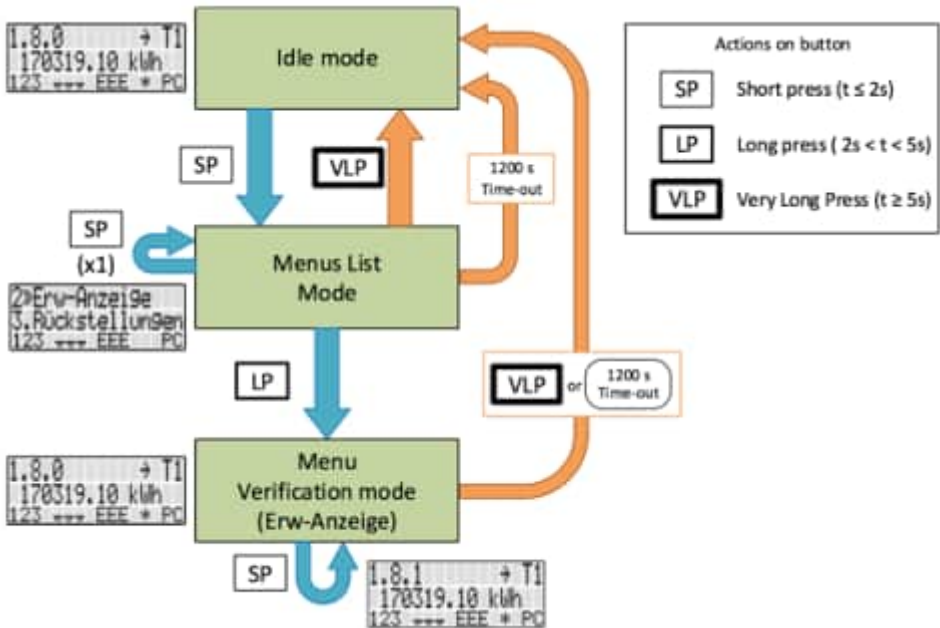 1.8.0 → T1
170319.10 kWh
123 EEE * PC
Idle mode
Actions on button
SP Short press (t ≤ 2s)
LP Long press ( 2s < t < 5s)
VLP Very Long Press (t ≥ 5s)
SP
VLP
1200 s
Time-out
SP
(x1)
Menus List
Mode
2»Erw-Anzeige
3.Rückstellungen
123 EEE PC
LP
VLP or 1200 s
Time-out
1.8.0 → T1
170319.10 kWh
123 EEE * PC
Menu
Verification mode
(Erw-Anzeige)
SP
1.8.1 → T1
170319.10 kWh
123 EEE * PC